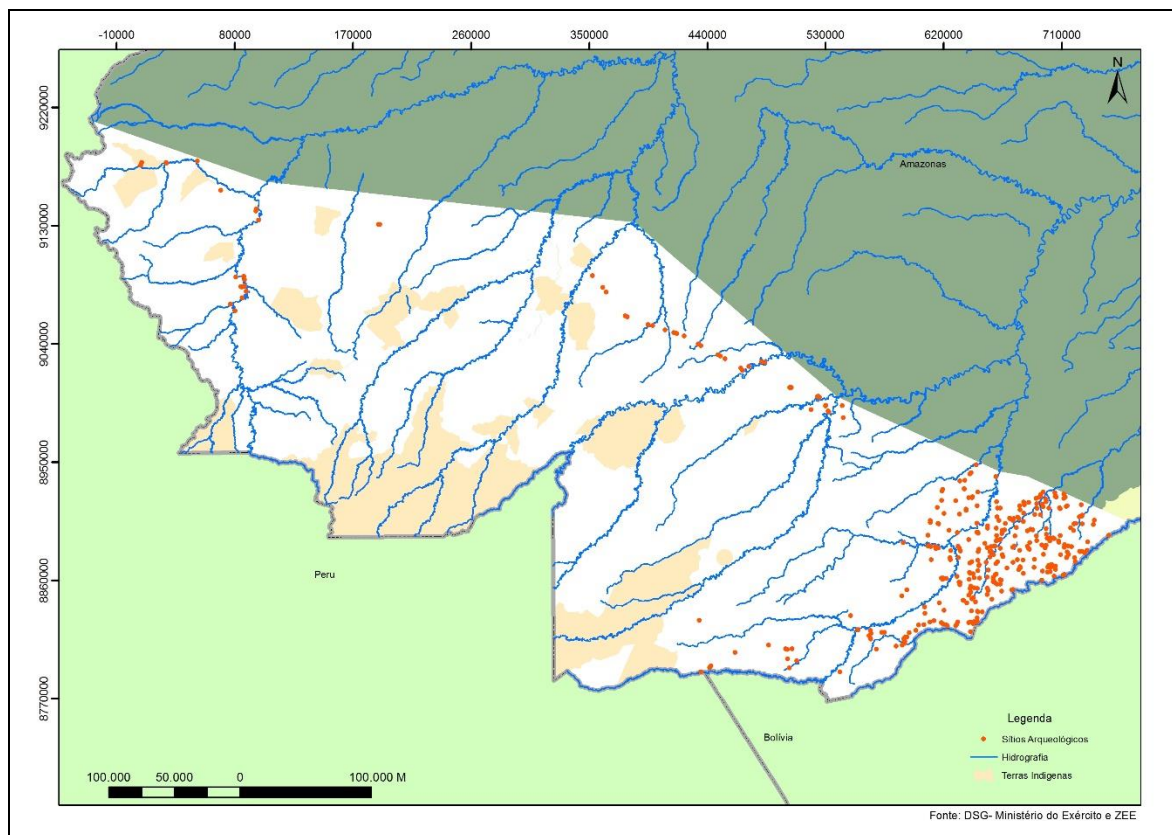 -10000 80000 170000 260000 350000 440000 530000 620000 710000
N
9220000
Amazonas
9130000
9040000
8950000
Peru
8860000
8770000
Bolívia
Legenda
Sítios Arqueológicos
Hidrografia
Terras Indigenas
100.000 50.000 0 100.000 M
Fonte: DSG- Ministério do Exército e ZEE